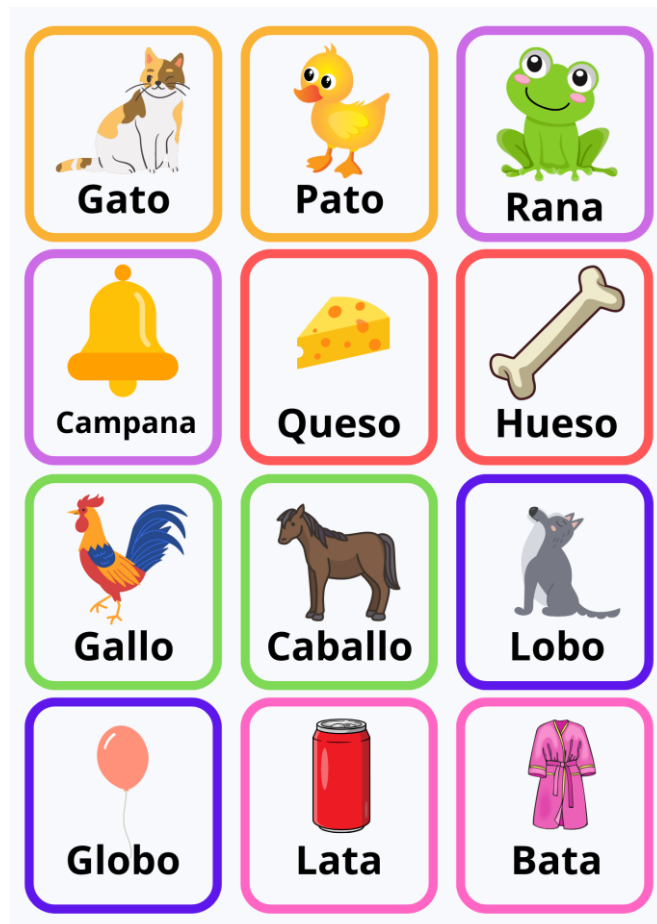 Gato
Pato
Rana
Campana
Queso
Hueso
Gallo
Caballo
Lobo
Globo
Lata
Bata